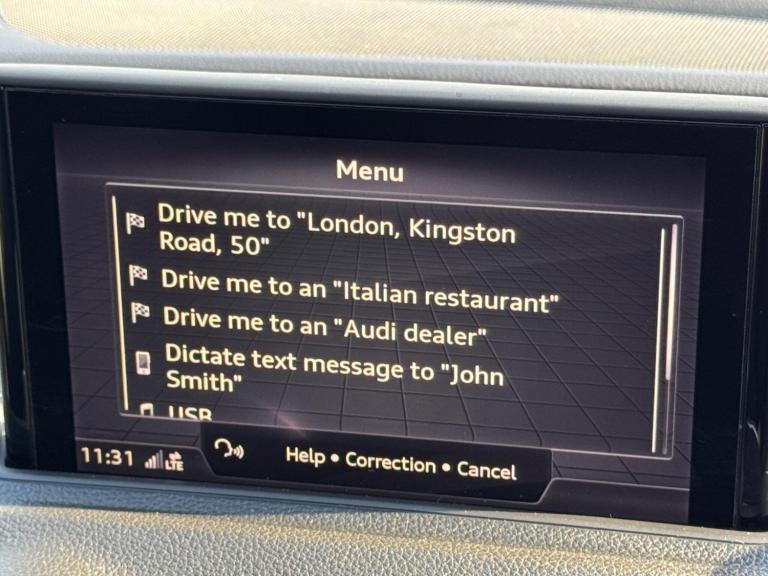 Menu
Drive me to "London, Kingston
Road, 50"
Drive me to an "Italian restaurant"
Drive me to an "Audi dealer"
Dictate text message to "John
Smith"
USB
11:31 LTE
Help • Correction • Cancel